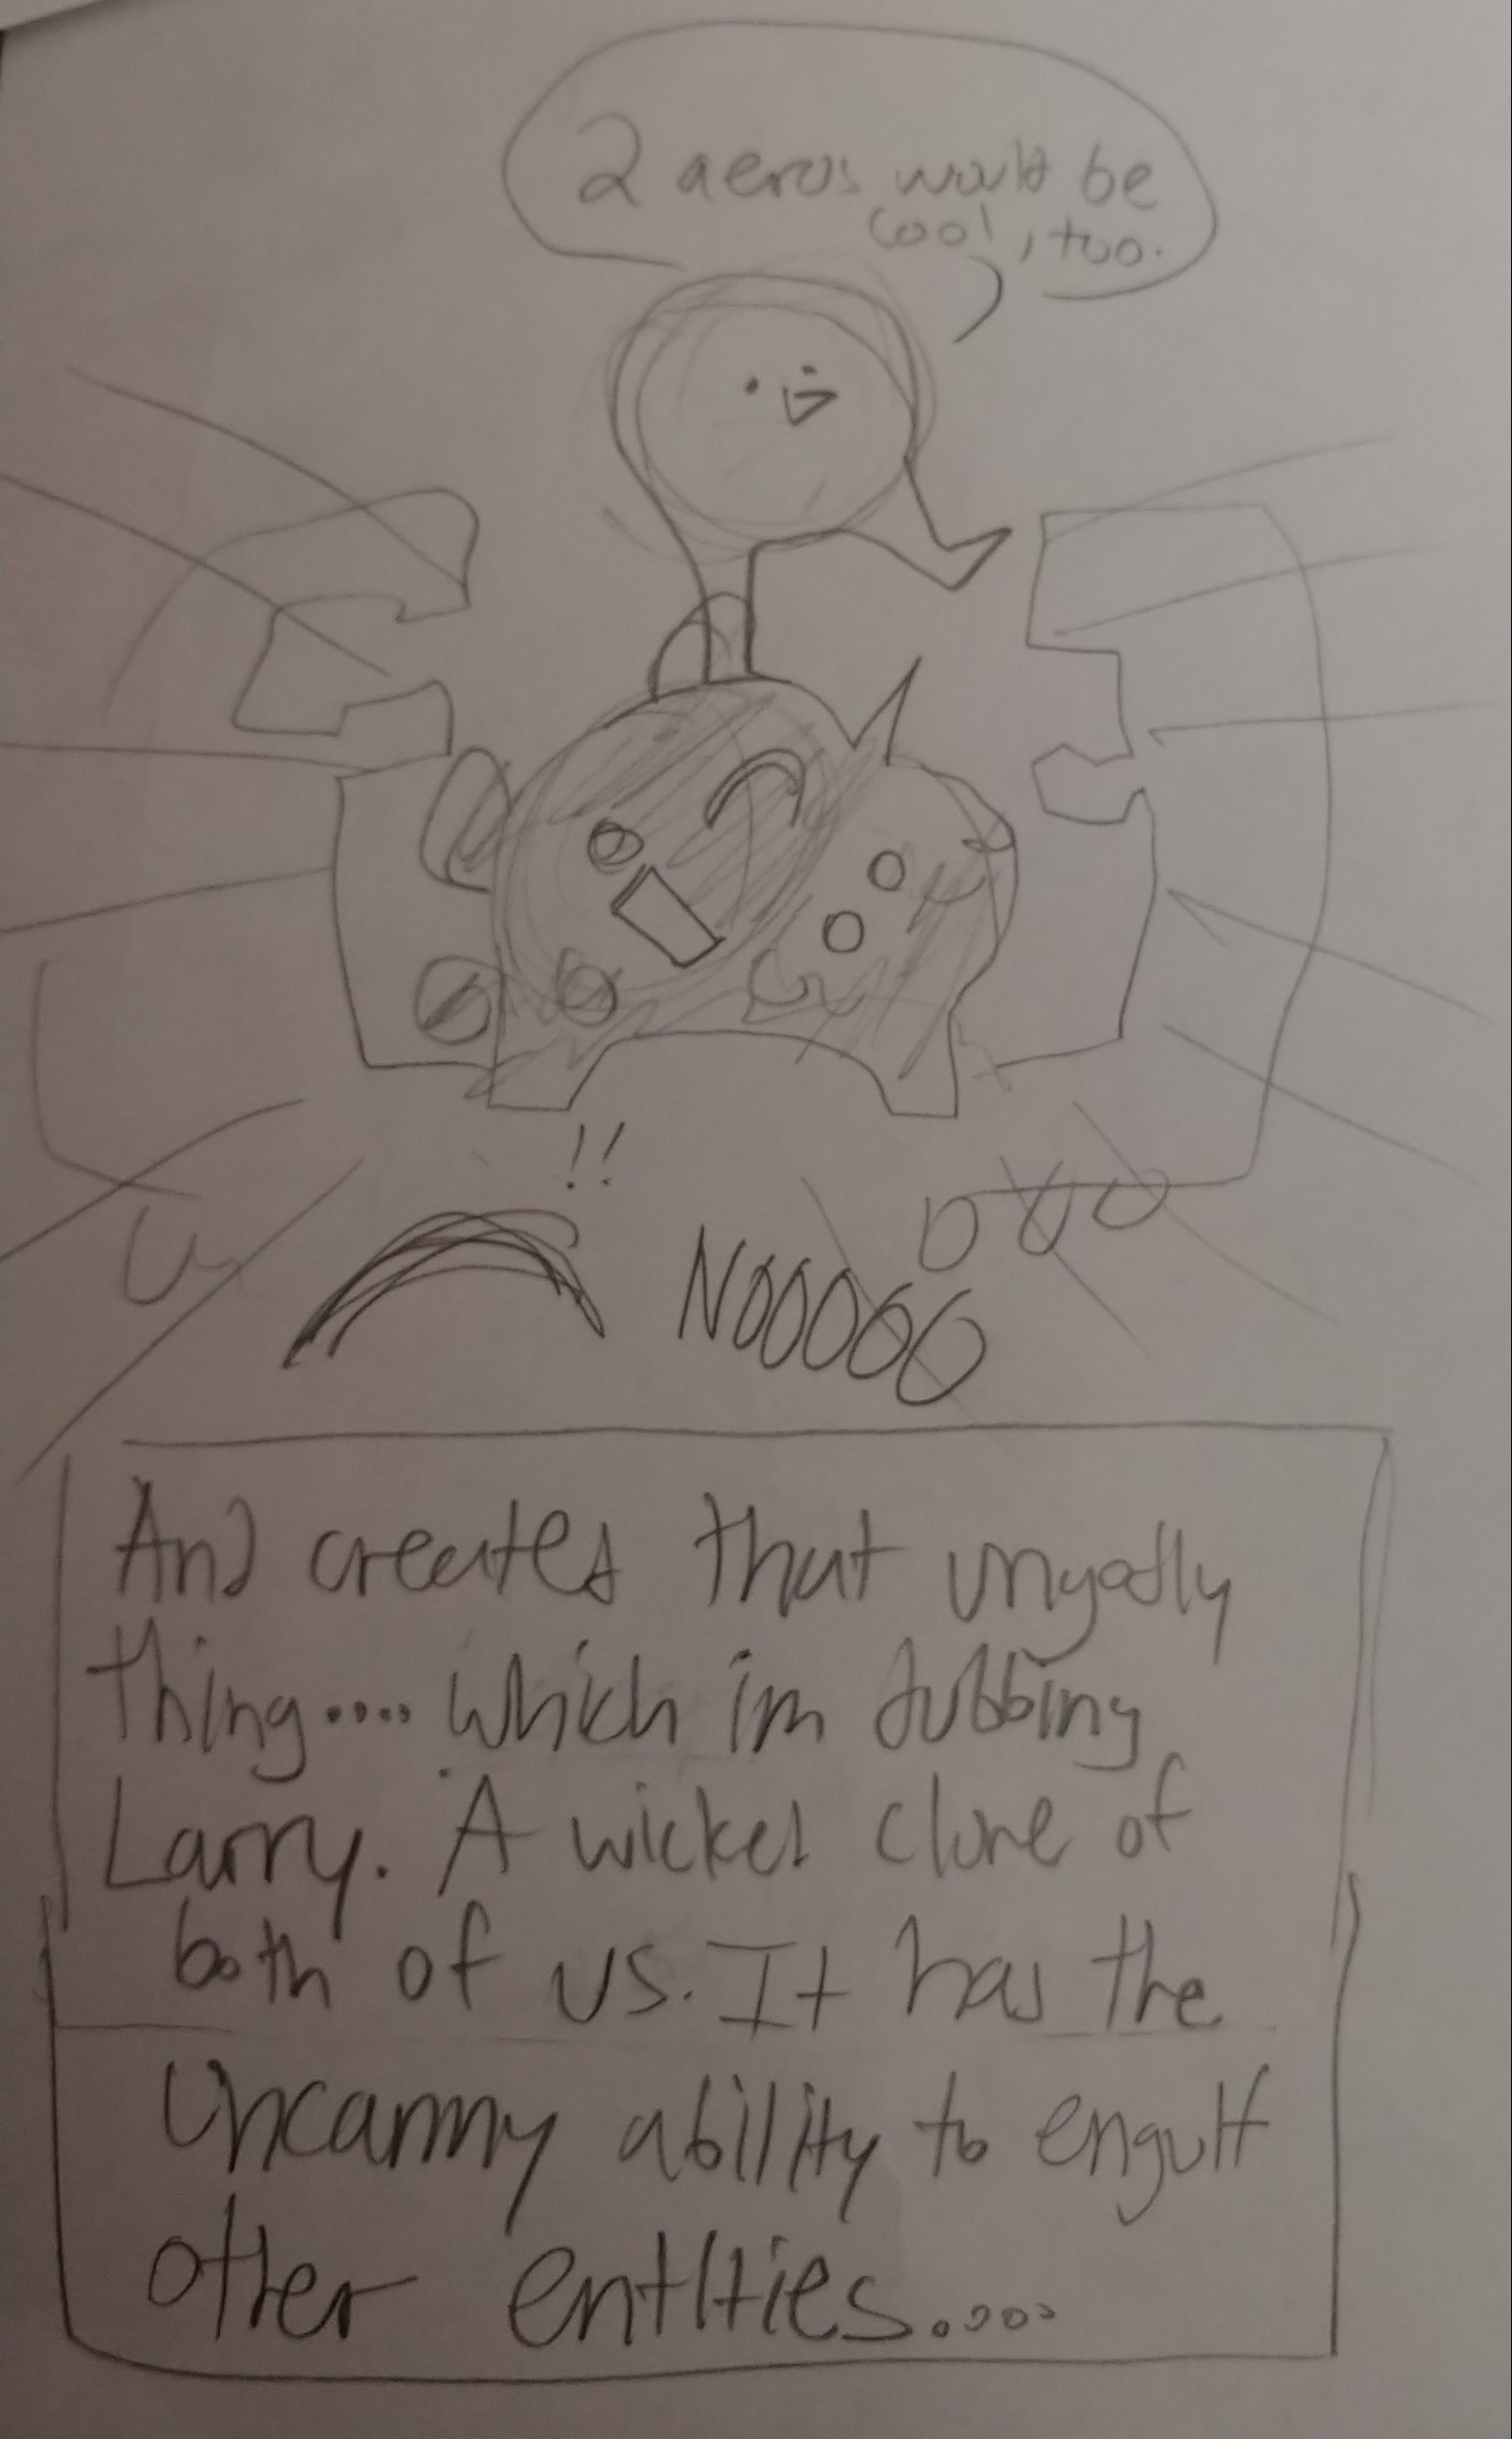 2 aeros would be
cool, too.
!!
NOOOOO
And creates that ungodly
thing.... which im dubbing
Larry. A wicked clone of
both of us. It has the
uncanny ability to engulf
other entities.....